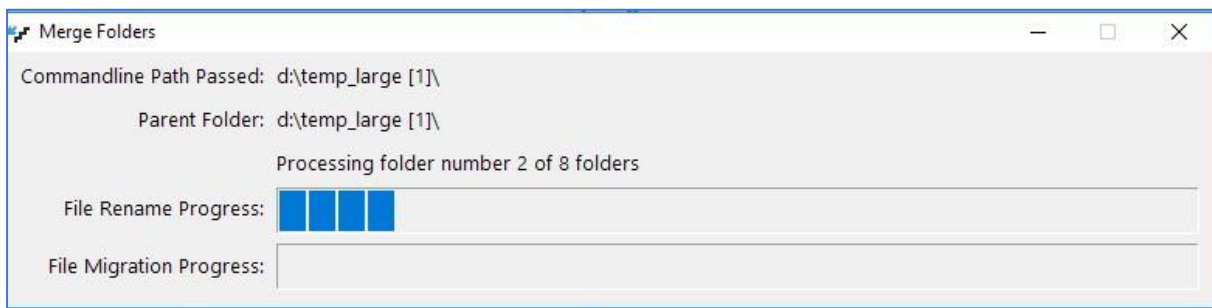 Merge Folders
Commandline Path Passed: d:\temp_large [1]\
Parent Folder: d:\temp_large [1]\
Processing folder number 2 of 8 folders
File Rename Progress:
File Migration Progress: